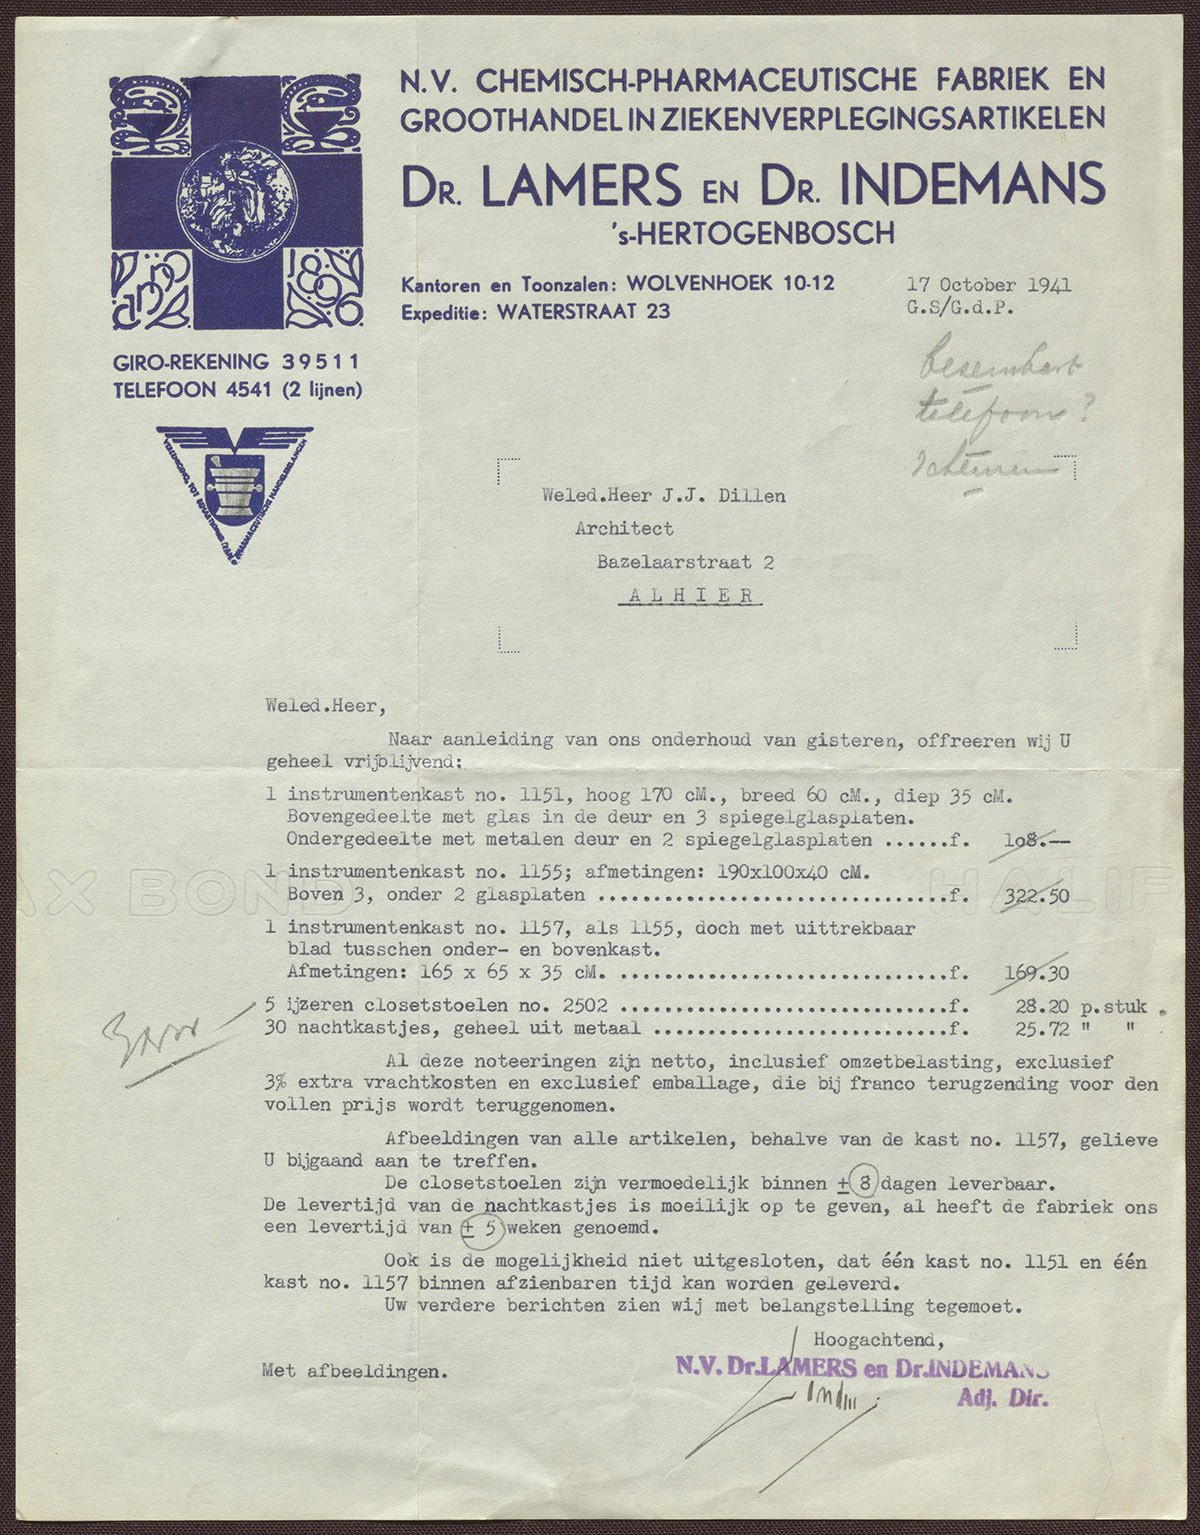 N.V. CHEMISCH-PHARMACEUTISCHE FABRIEK EN
GROOTHANDEL IN ZIEKENVERPLEGINGSARTIKELEN
DR. LAMERS EN DR. INDEMANS
's-HERTOGENBOSCH
Kantoren en Toonzalen: WOLVENHOEK 10-12
Expeditie: WATERSTRAAT 23
17 October 1941
G.S/G.d.P.
GIRO-REKENING 39511
TELEFOON 4541 (2 lijnen)
telefoon?
Weled.Heer J.J. Dillen
Architect
Bazelaarstraat 2
ALHIER
Weled.Heer,
Naar aanleiding van ons onderhoud van gisteren, offreeren wij U
geheel vrijblijvend:
1 instrumentenkast no. 1151, hoog 170 cM., breed 60 cM., diep 35 cM.
Bovengedeelte met glas in de deur en 3 spiegelglasplaten.
Ondergedeelte met metalen deur en 2 spiegelglasplaten ......f. 108.--
1 instrumentenkast no. 1155; afmetingen: 190x100x40 cM.
Boven 3, onder 2 glasplaten ................................f. 322.50
1 instrumentenkast no. 1157, als 1155, doch met uittrekbaar
blad tusschen onder- en bovenkast.
Afmetingen: 165 x 65 x 35 cM. ..............................f. 169.30
5 ijzeren closetstoelen no. 2502 ..............................f. 28.20 p.stuk.
30 nachtkastjes, geheel uit metaal ...........................f. 25.72 " "
Al deze noteeringen zijn netto, inclusief omzetbelasting, exclusief
3% extra vrachtkosten en exclusief emballage, die bij franco terugzending voor den
vollen prijs wordt teruggenomen.
Afbeeldingen van alle artikelen, behalve van de kast no. 1157, gelieve
U bijgaand aan te treffen.
De closetstoelen zijn vermoedelijk binnen ± 8 dagen leverbaar.
De levertijd van de nachtkastjes is moeilijk op te geven, al heeft de fabriek ons
een levertijd van ± 5 weken genoemd.
Ook is de mogelijkheid niet uitgesloten, dat één kast no. 1151 en één
kast no. 1157 binnen afzienbaren tijd kan worden geleverd.
Uw verdere berichten zien wij met belangstelling tegemoet.
Hoogachtend,
N.V. Dr. LAMERS en Dr. INDEMANS
Adj. Dir.
Met afbeeldingen.